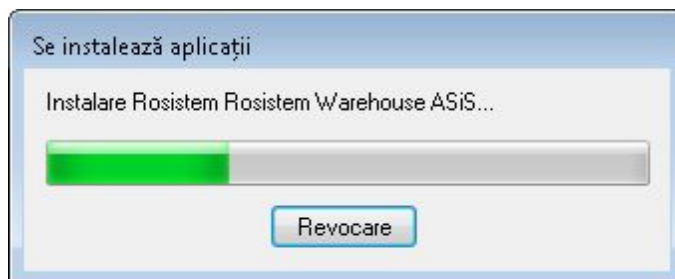 Se instalează aplicații
Instalare Rosistem Rosistem Warehouse ASiS...
Revocare